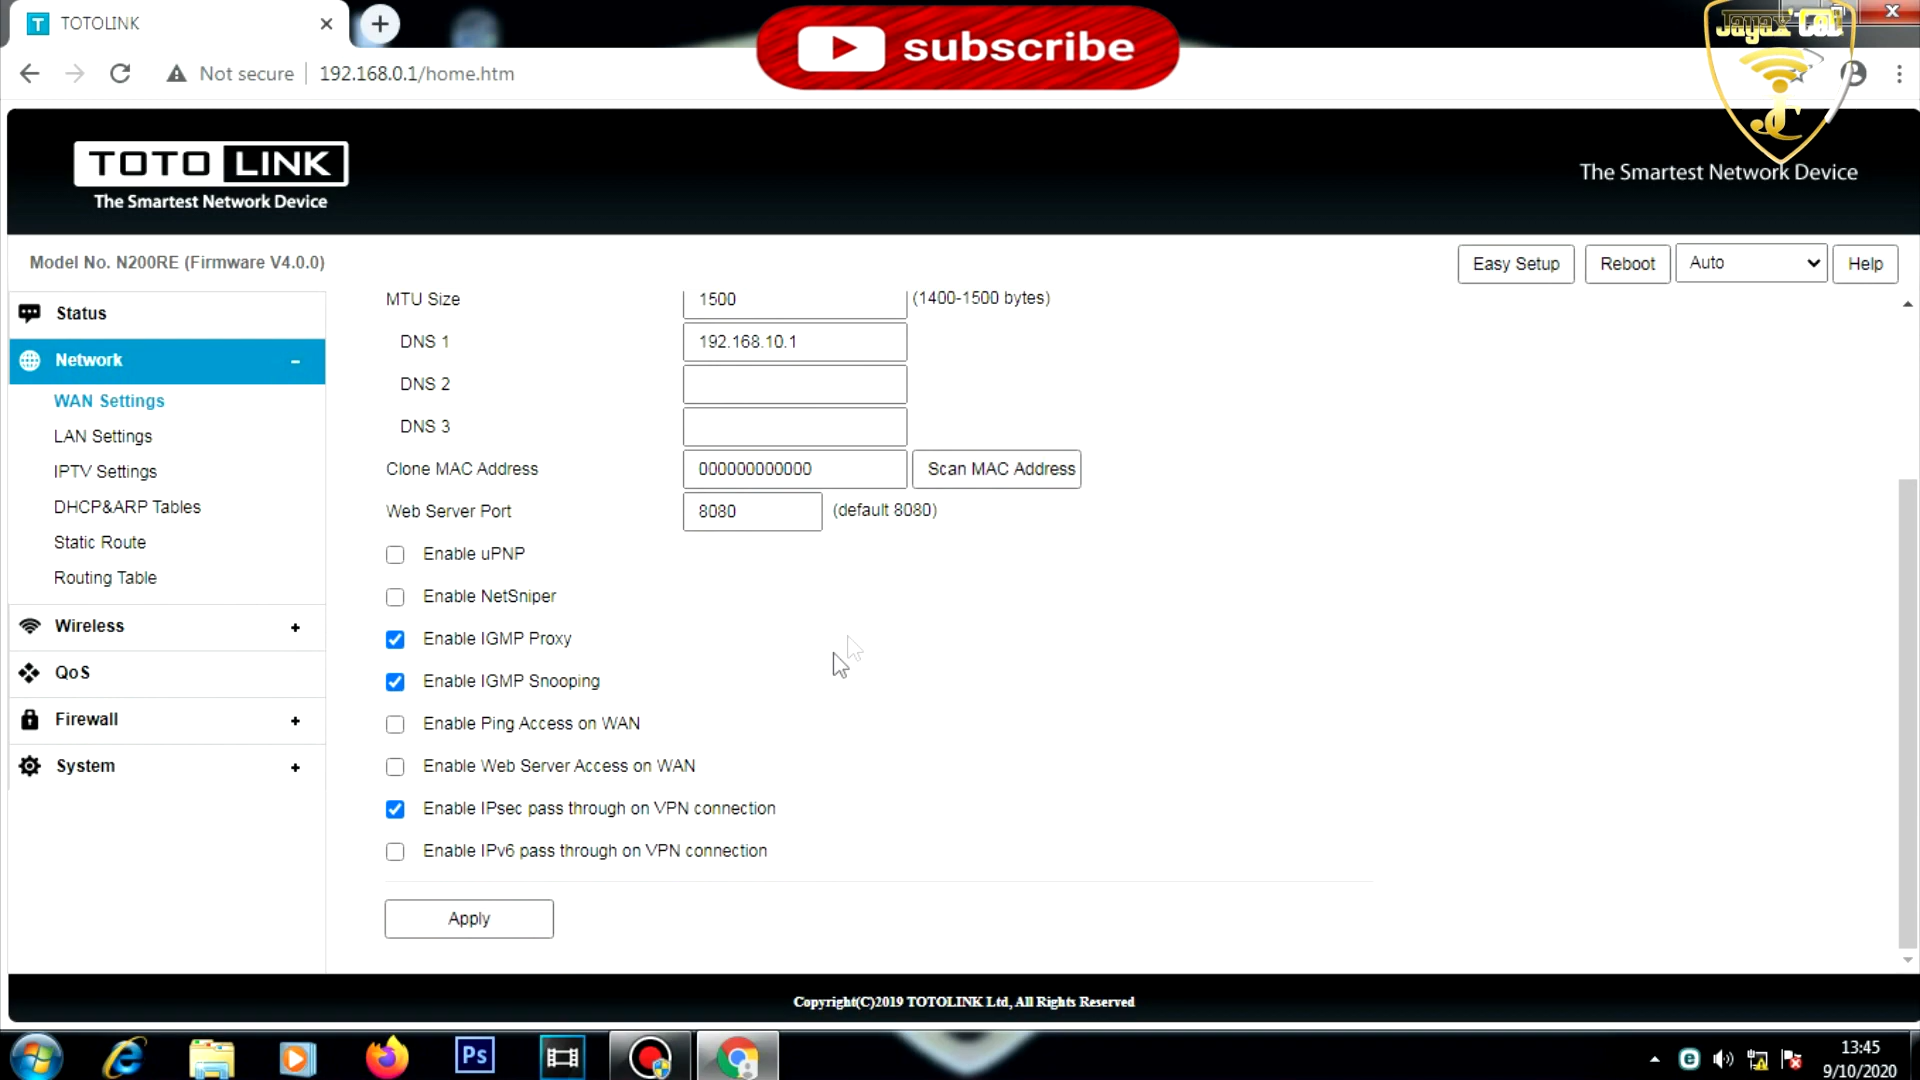 TOTOLINK
subscribe
Jayax'Coll
Not secure
192.168.0.1/home.htm
JC
TOTO LINK
The Smartest Network Device
The Smartest Network Device
Model No. N200RE (Firmware V4.0.0)
Easy Setup
Reboot
Auto
Help
Status
Network
WAN Settings
LAN Settings
IPTV Settings
DHCP&ARP Tables
Static Route
Routing Table
Wireless
QoS
Firewall
System
MTU Size 1500 (1400-1500 bytes)
DNS 1 192.168.10.1
DNS 2
DNS 3
Clone MAC Address 000000000000 Scan MAC Address
Web Server Port 8080 (default 8080)
Enable uPNP
Enable NetSniper
Enable IGMP Proxy
Enable IGMP Snooping
Enable Ping Access on WAN
Enable Web Server Access on WAN
Enable IPsec pass through on VPN connection
Enable IPv6 pass through on VPN connection
Apply
Copyright(C)2019 TOTOLINK Ltd, All Rights Reserved
Ps
13:45
9/10/2020